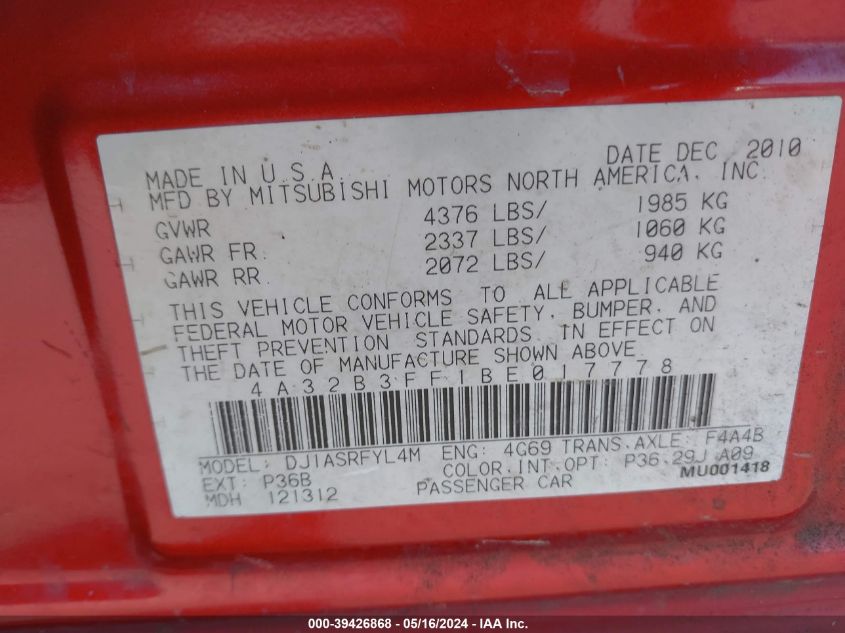 MADE IN U.S.A. DATE DEC 2010
MFD BY MITSUBISHI MOTORS NORTH AMERICA, INC.
GVWR 4376 LBS/ 1985 KG
GAWR FR. 2337 LBS/ 1060 KG
GAWR RR. 2072 LBS/ 940 KG
THIS VEHICLE CONFORMS TO ALL APPLICABLE
FEDERAL MOTOR VEHICLE SAFETY, BUMPER, AND
THEFT PREVENTION STANDARDS IN EFFECT ON
THE DATE OF MANUFACTURE SHOWN ABOVE
4A32B3FF1BE017778
MODEL: DJ1ASRFYL4M ENG: 4G69 TRANS.AXLE: F4A4B
EXT: P36B COLOR.INT.OPT: P36 29J A09
MDH 121312 PASSENGER CAR MU001418
000-39426868 - 05/16/2024 - IAA Inc.